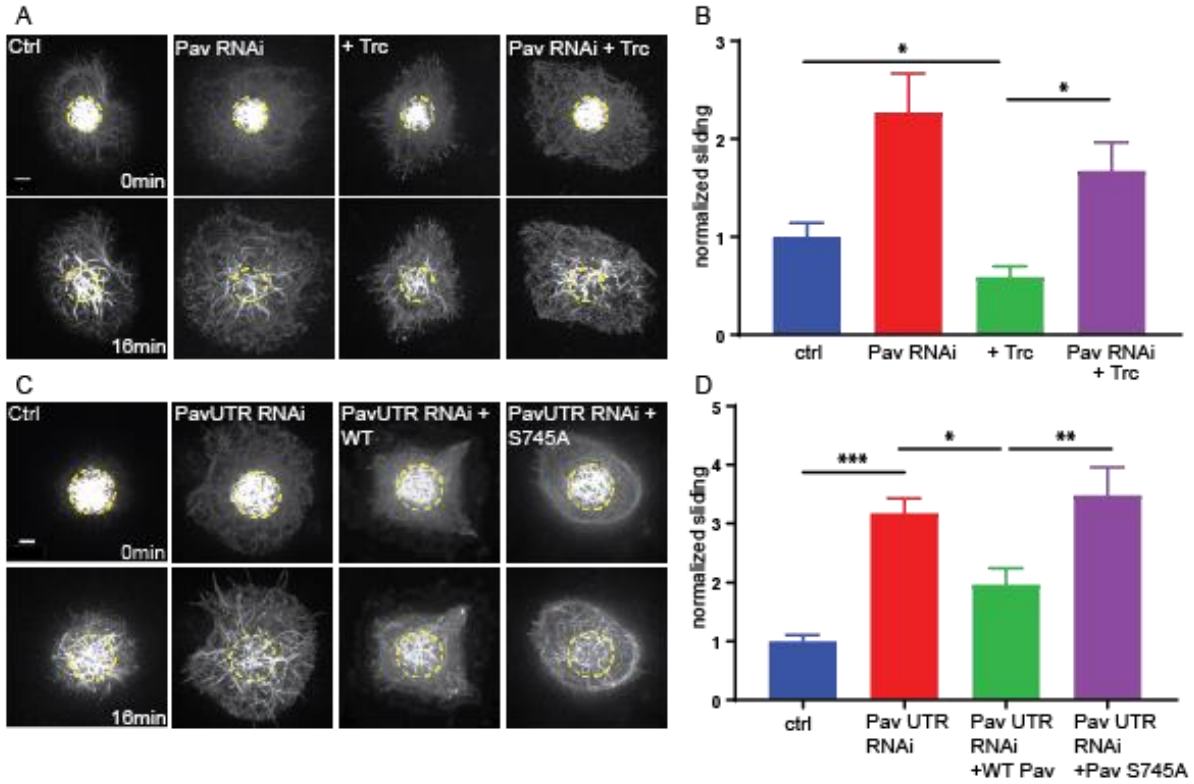 A
Ctrl
Pav RNAi
+ Trc
Pav RNAi + Trc
0min
16min
B
normalized sliding
3
2
1
0
*
*
ctrl
Pav RNAi
+ Trc
Pav RNAi
+ Trc
C
Ctrl
PavUTR RNAi
PavUTR RNAi +
WT
PavUTR RNAi +
S745A
0min
16min
D
normalized sliding
5
4
3
2
1
0
***
*
**
ctrl
Pav UTR
RNAi
Pav UTR
RNAi
+WT Pav
Pav UTR
RNAi
+Pav S745A